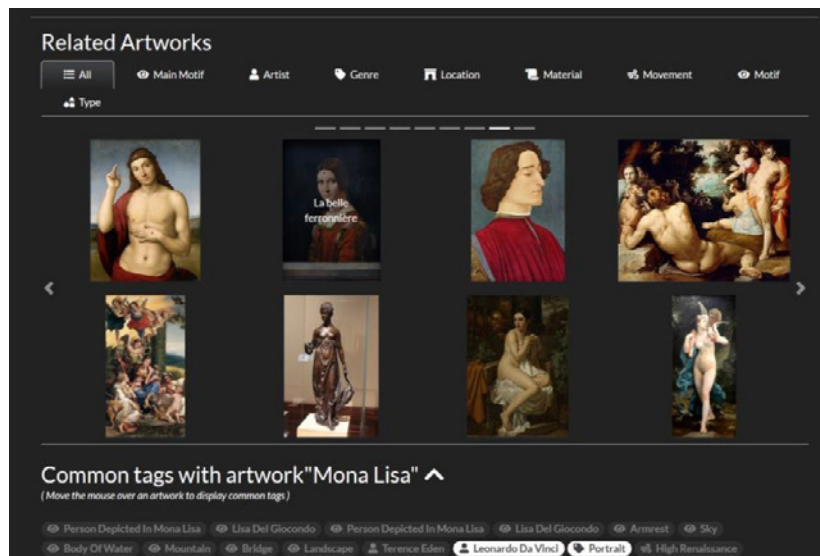 Related Artworks
All Main Motif Artist Genre Location Material Movement Motif
Type
La belle
ferronnière
Common tags with artwork"Mona Lisa"
( Move the mouse over an artwork to display common tags )
Person Depicted In Mona Lisa Lisa Del Giocondo Person Depicted In Mona Lisa Lisa Del Giocondo Armrest Sky
Body Of Water Mountain Bridge Landscape Terence Eden Leonardo Da Vinci Portrait High Renaissance